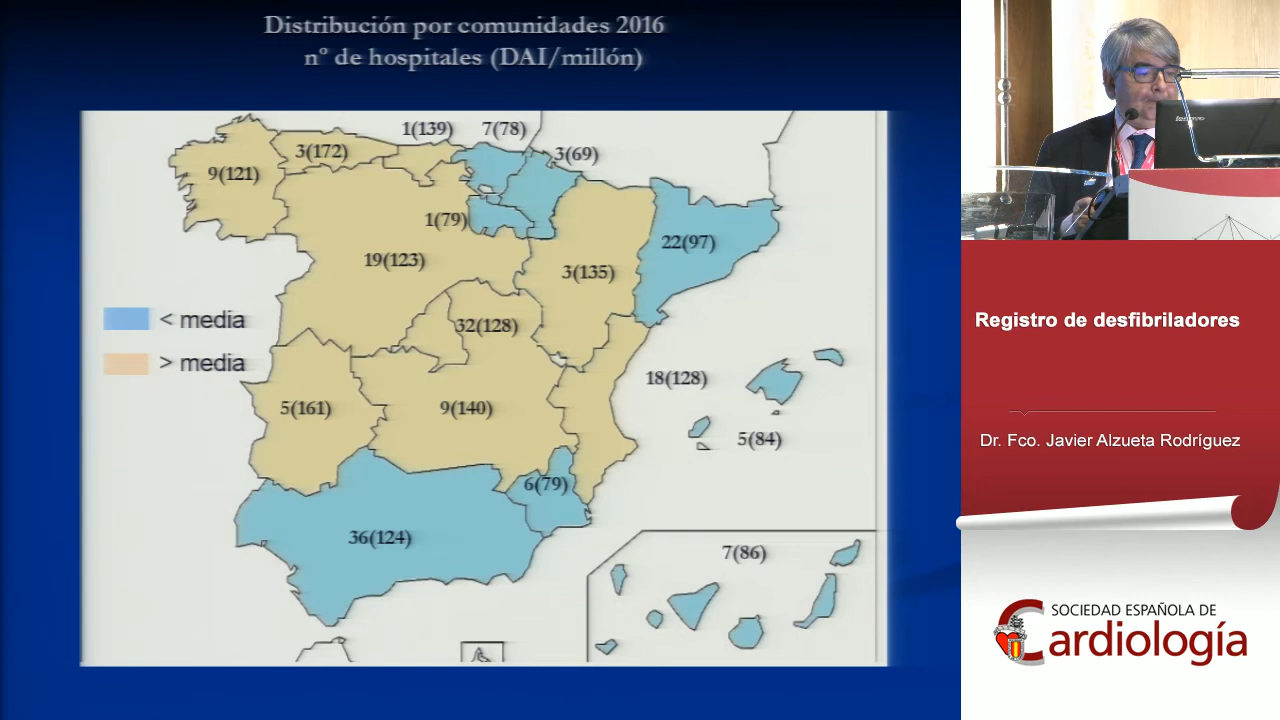 Distribución por comunidades 2016
nº de hospitales (DAI/millón)
1(139)
7(78)
3(172)
3(69)
9(121)
1(79)
22(97)
19(123)
3(135)
< media
32(128)
> media
18(128)
5(161)
9(140)
5(84)
6(79)
36(124)
7(86)
lenovo
Registro de desfibriladores
Dr. Fco. Javier Alzueta Rodríguez
SOCIEDAD ESPAÑOLA DE
Cardiología